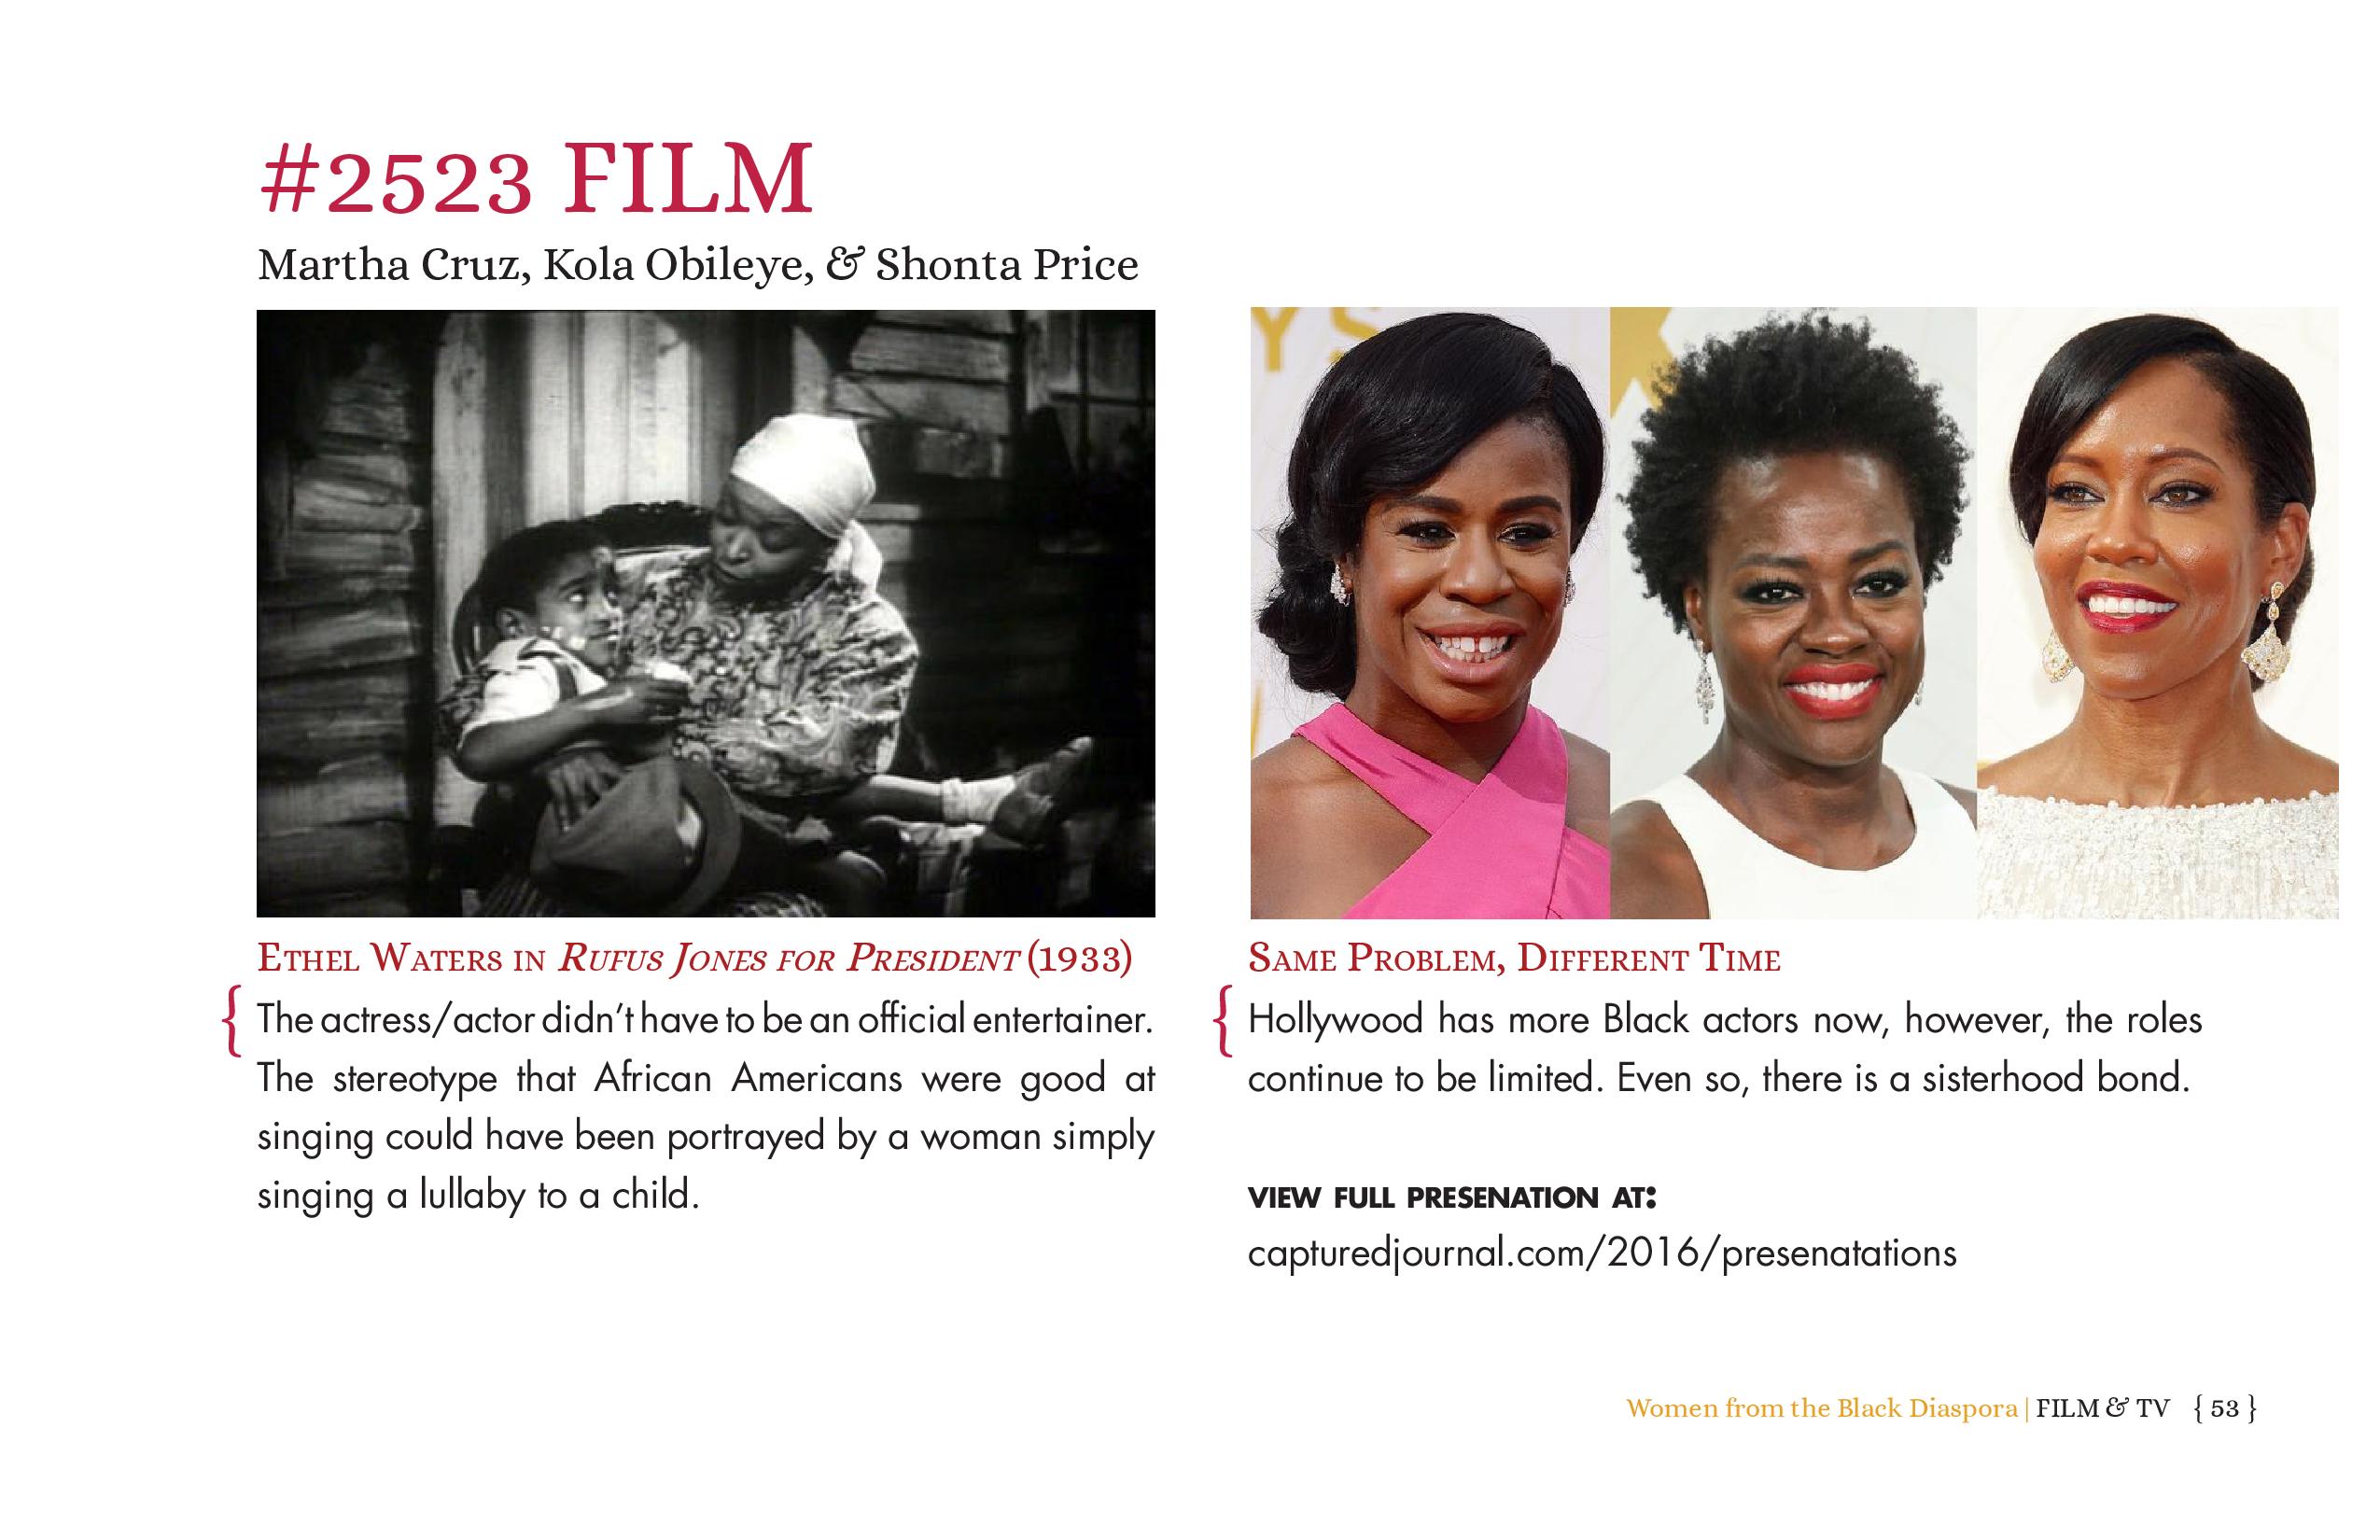 #2523 FILM
Martha Cruz, Kola Obileye, & Shonta Price
YS
ETHEL WATERS IN RUFUS JONES FOR PRESIDENT (1933)
{ The actress/actor didn't have to be an official entertainer.
The stereotype that African Americans were good at
singing could have been portrayed by a woman simply
singing a lullaby to a child.
SAME PROBLEM, DIFFERENT TIME
{ Hollywood has more Black actors now, however, the roles
continue to be limited. Even so, there is a sisterhood bond.
VIEW FULL PRESENATION AT:
capturedjournal.com/2016/presenatations
Women from the Black Diaspora | FILM & TV { 53 }